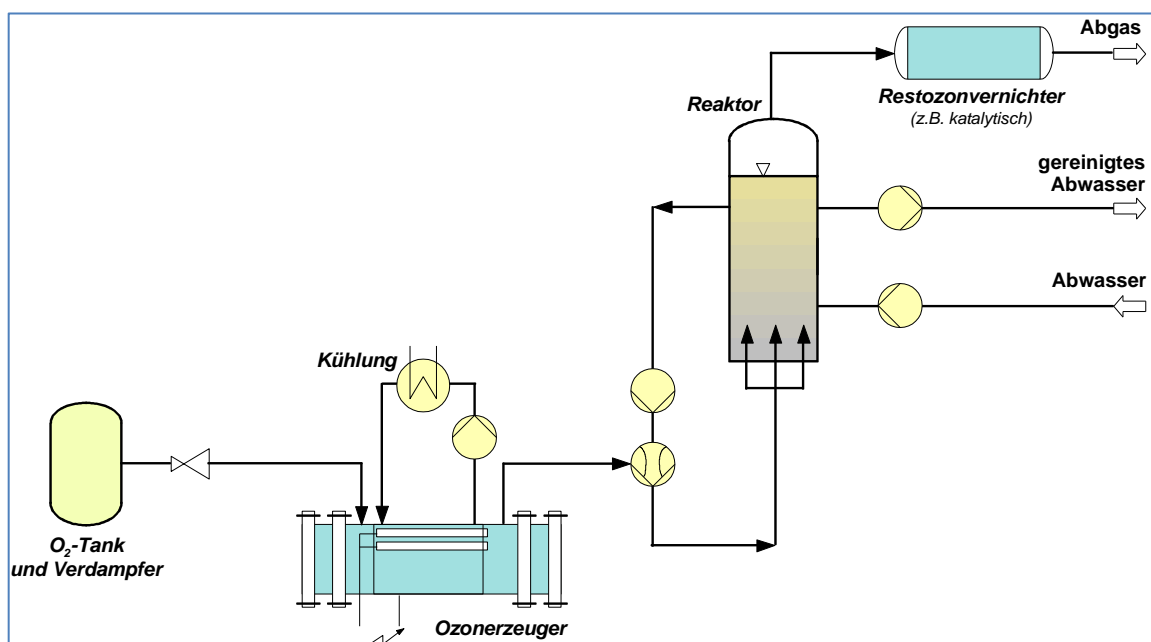 Abgas
Restozonvernichter
(z.B. katalytisch)
Reaktor
gereinigtes
Abwasser
Abwasser
Kühlung
O₂-Tank
und Verdampfer
Ozonerzeuger